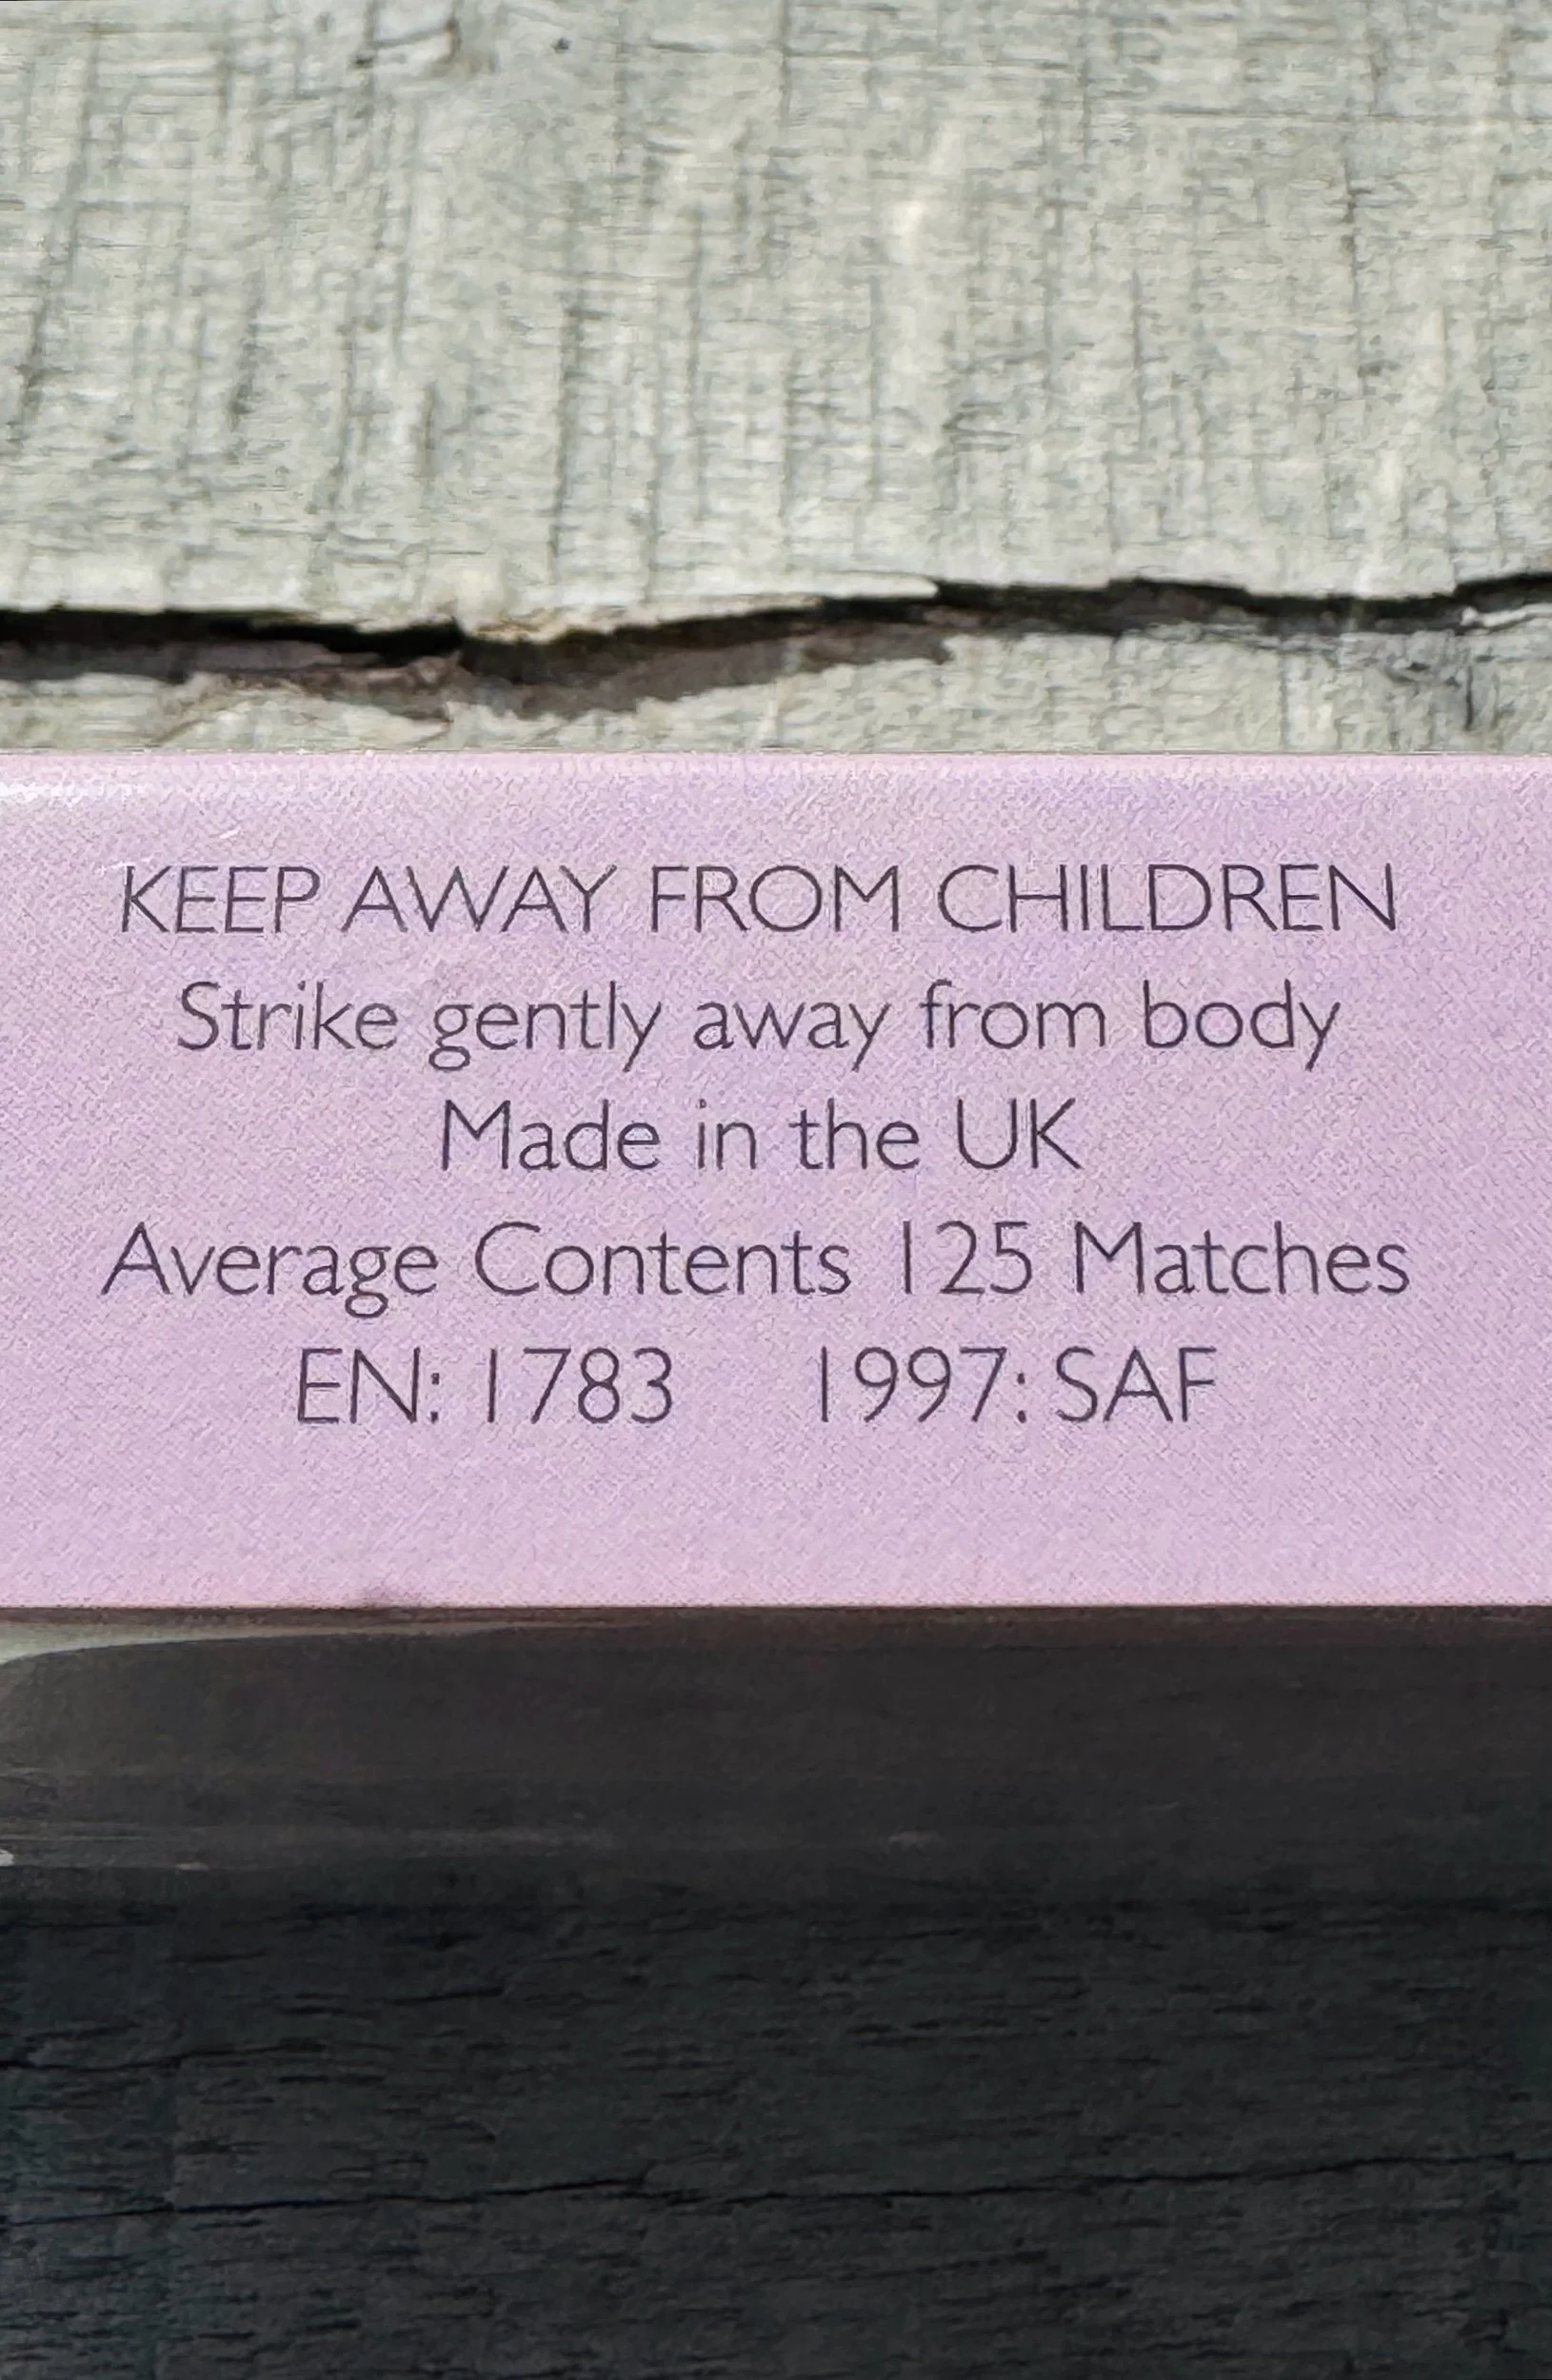 KEEP AWAY FROM CHILDREN
Strike gently away from body
Made in the UK
Average Contents 125 Matches
EN: 1783 1997: SAF